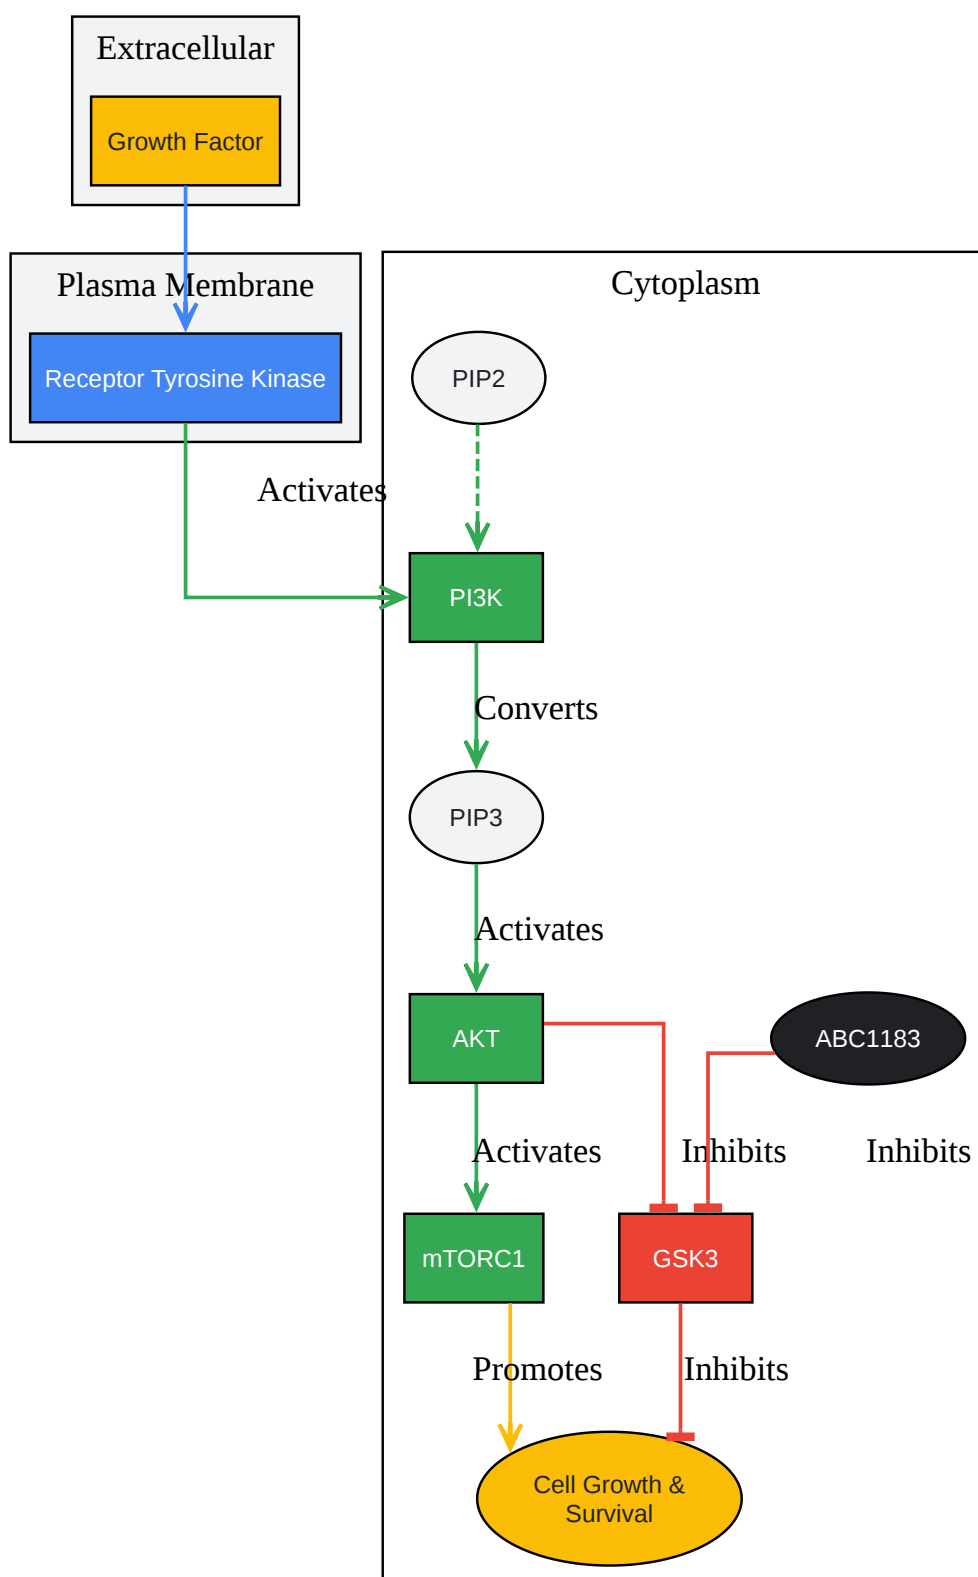 Extracellular
Growth Factor
Plasma Membrane
Cytoplasm
Receptor Tyrosine Kinase
PIP2
Activates
PI3K
Converts
PIP3
Activates
AKT
ABC1183
Activates
Inhibits
Inhibits
mTORC1
GSK3
Promotes
Inhibits
Cell Growth &
Survival